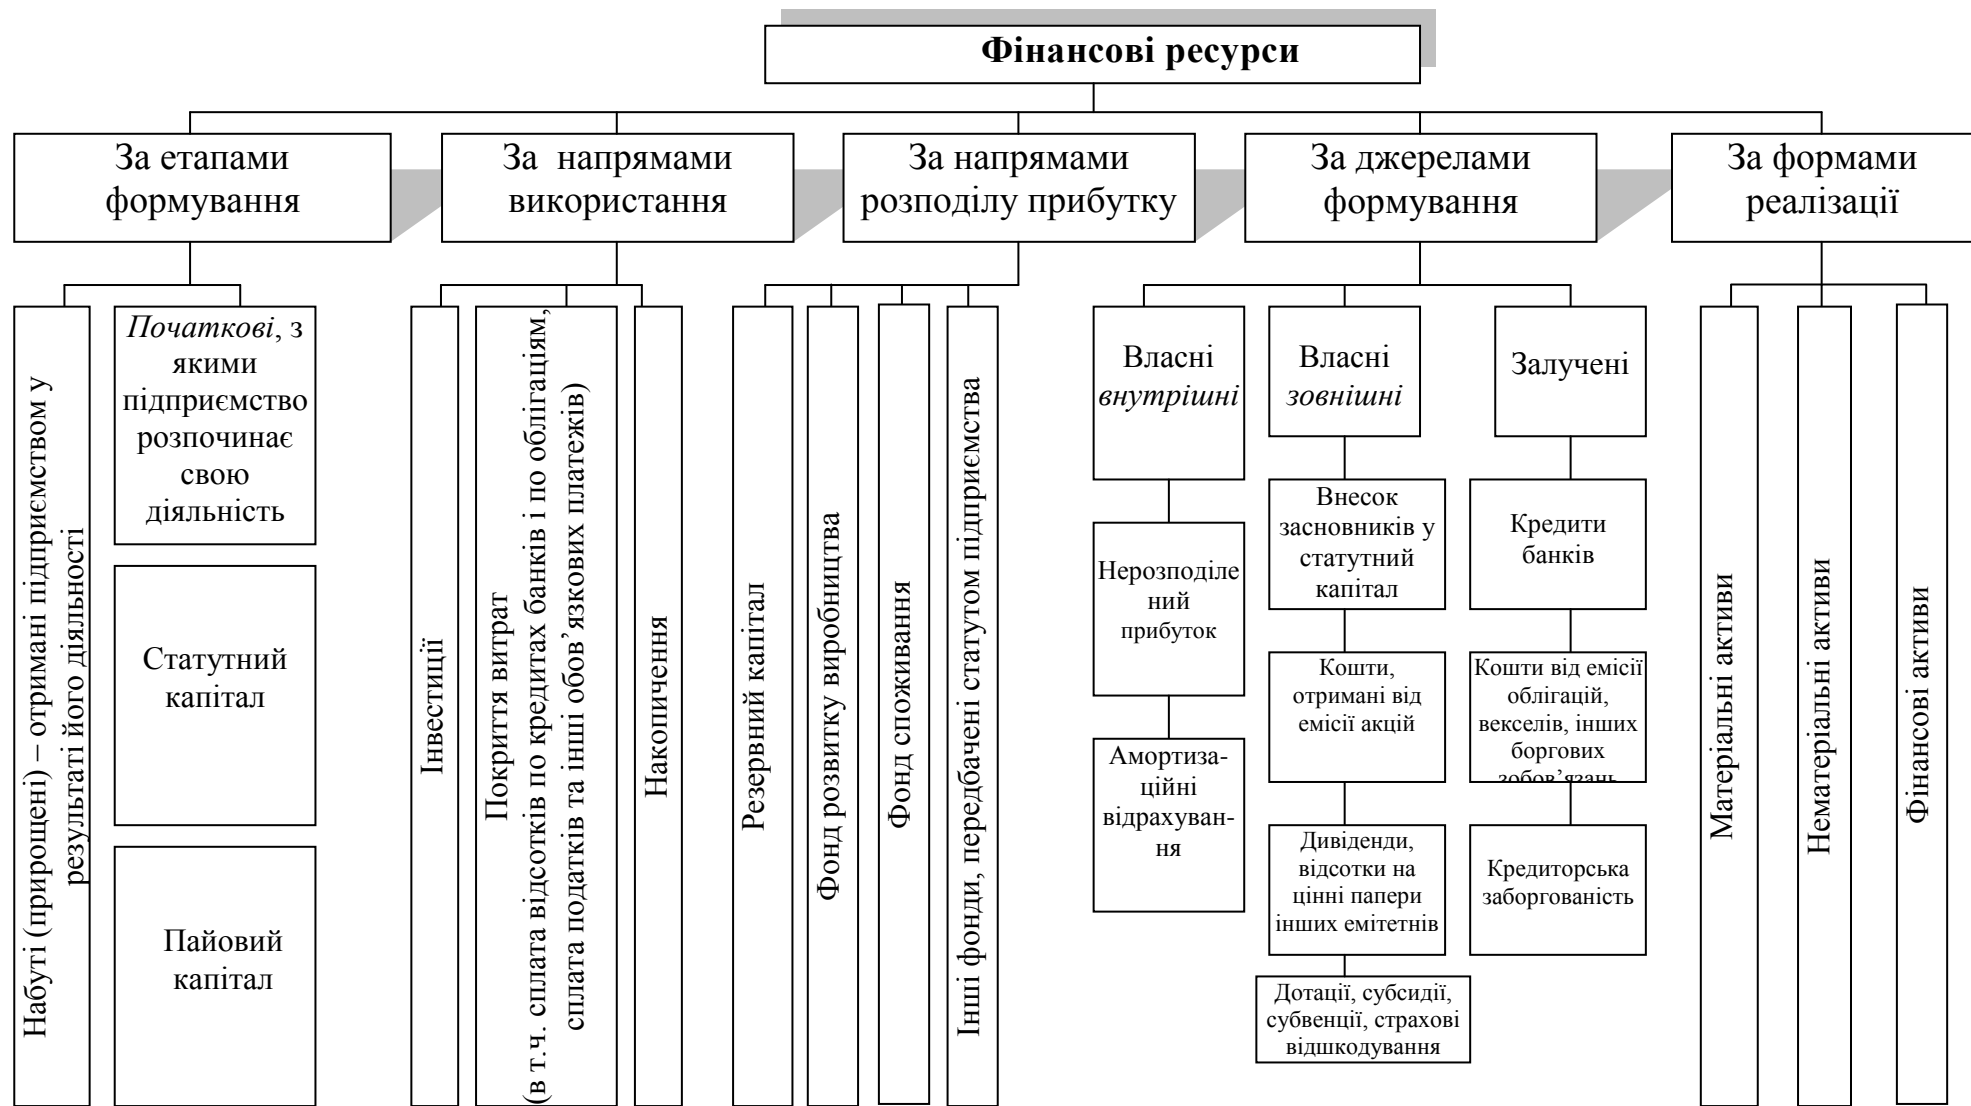 Фінансові ресурси
За етапами
формування
За напрямами
використання
За напрямами
розподілу прибутку
За джерелами
формування
За формами
реалізації
Набуті (прирощені) – отримані підприємством у
результаті його діяльності
Початкові, з
якими
підприємство
розпочинає
свою
діяльність
Статутний
капітал
Пайовий
капітал
Інвестиції
Покриття витрат
(в т.ч. сплата відсотків по кредитах банків і по облігаціям,
сплата податків та інші обов’язкових платежів)
Накопичення
Резервний капітал
Фонд розвитку виробництва
Фонд споживання
Інші фонди, передбачені статутом підприємства
Власні
внутрішні
Нерозподіле
ний
прибуток
Амортиза-
ційні
відрахуван-
ня
Власні
зовнішні
Внесок
засновників у
статутний
капітал
Кошти,
отримані від
емісії акцій
Дивіденди,
відсотки на
цінні папери
інших емітетнів
Дотації, субсидії,
субвенції, страхові
відшкодування
Залучені
Кредити
банків
Кошти від емісії
облігацій,
векселів, інших
боргових
зобов’язань
Кредиторська
заборгованість
Матеріальні активи
Нематеріальні активи
Фінансові активи